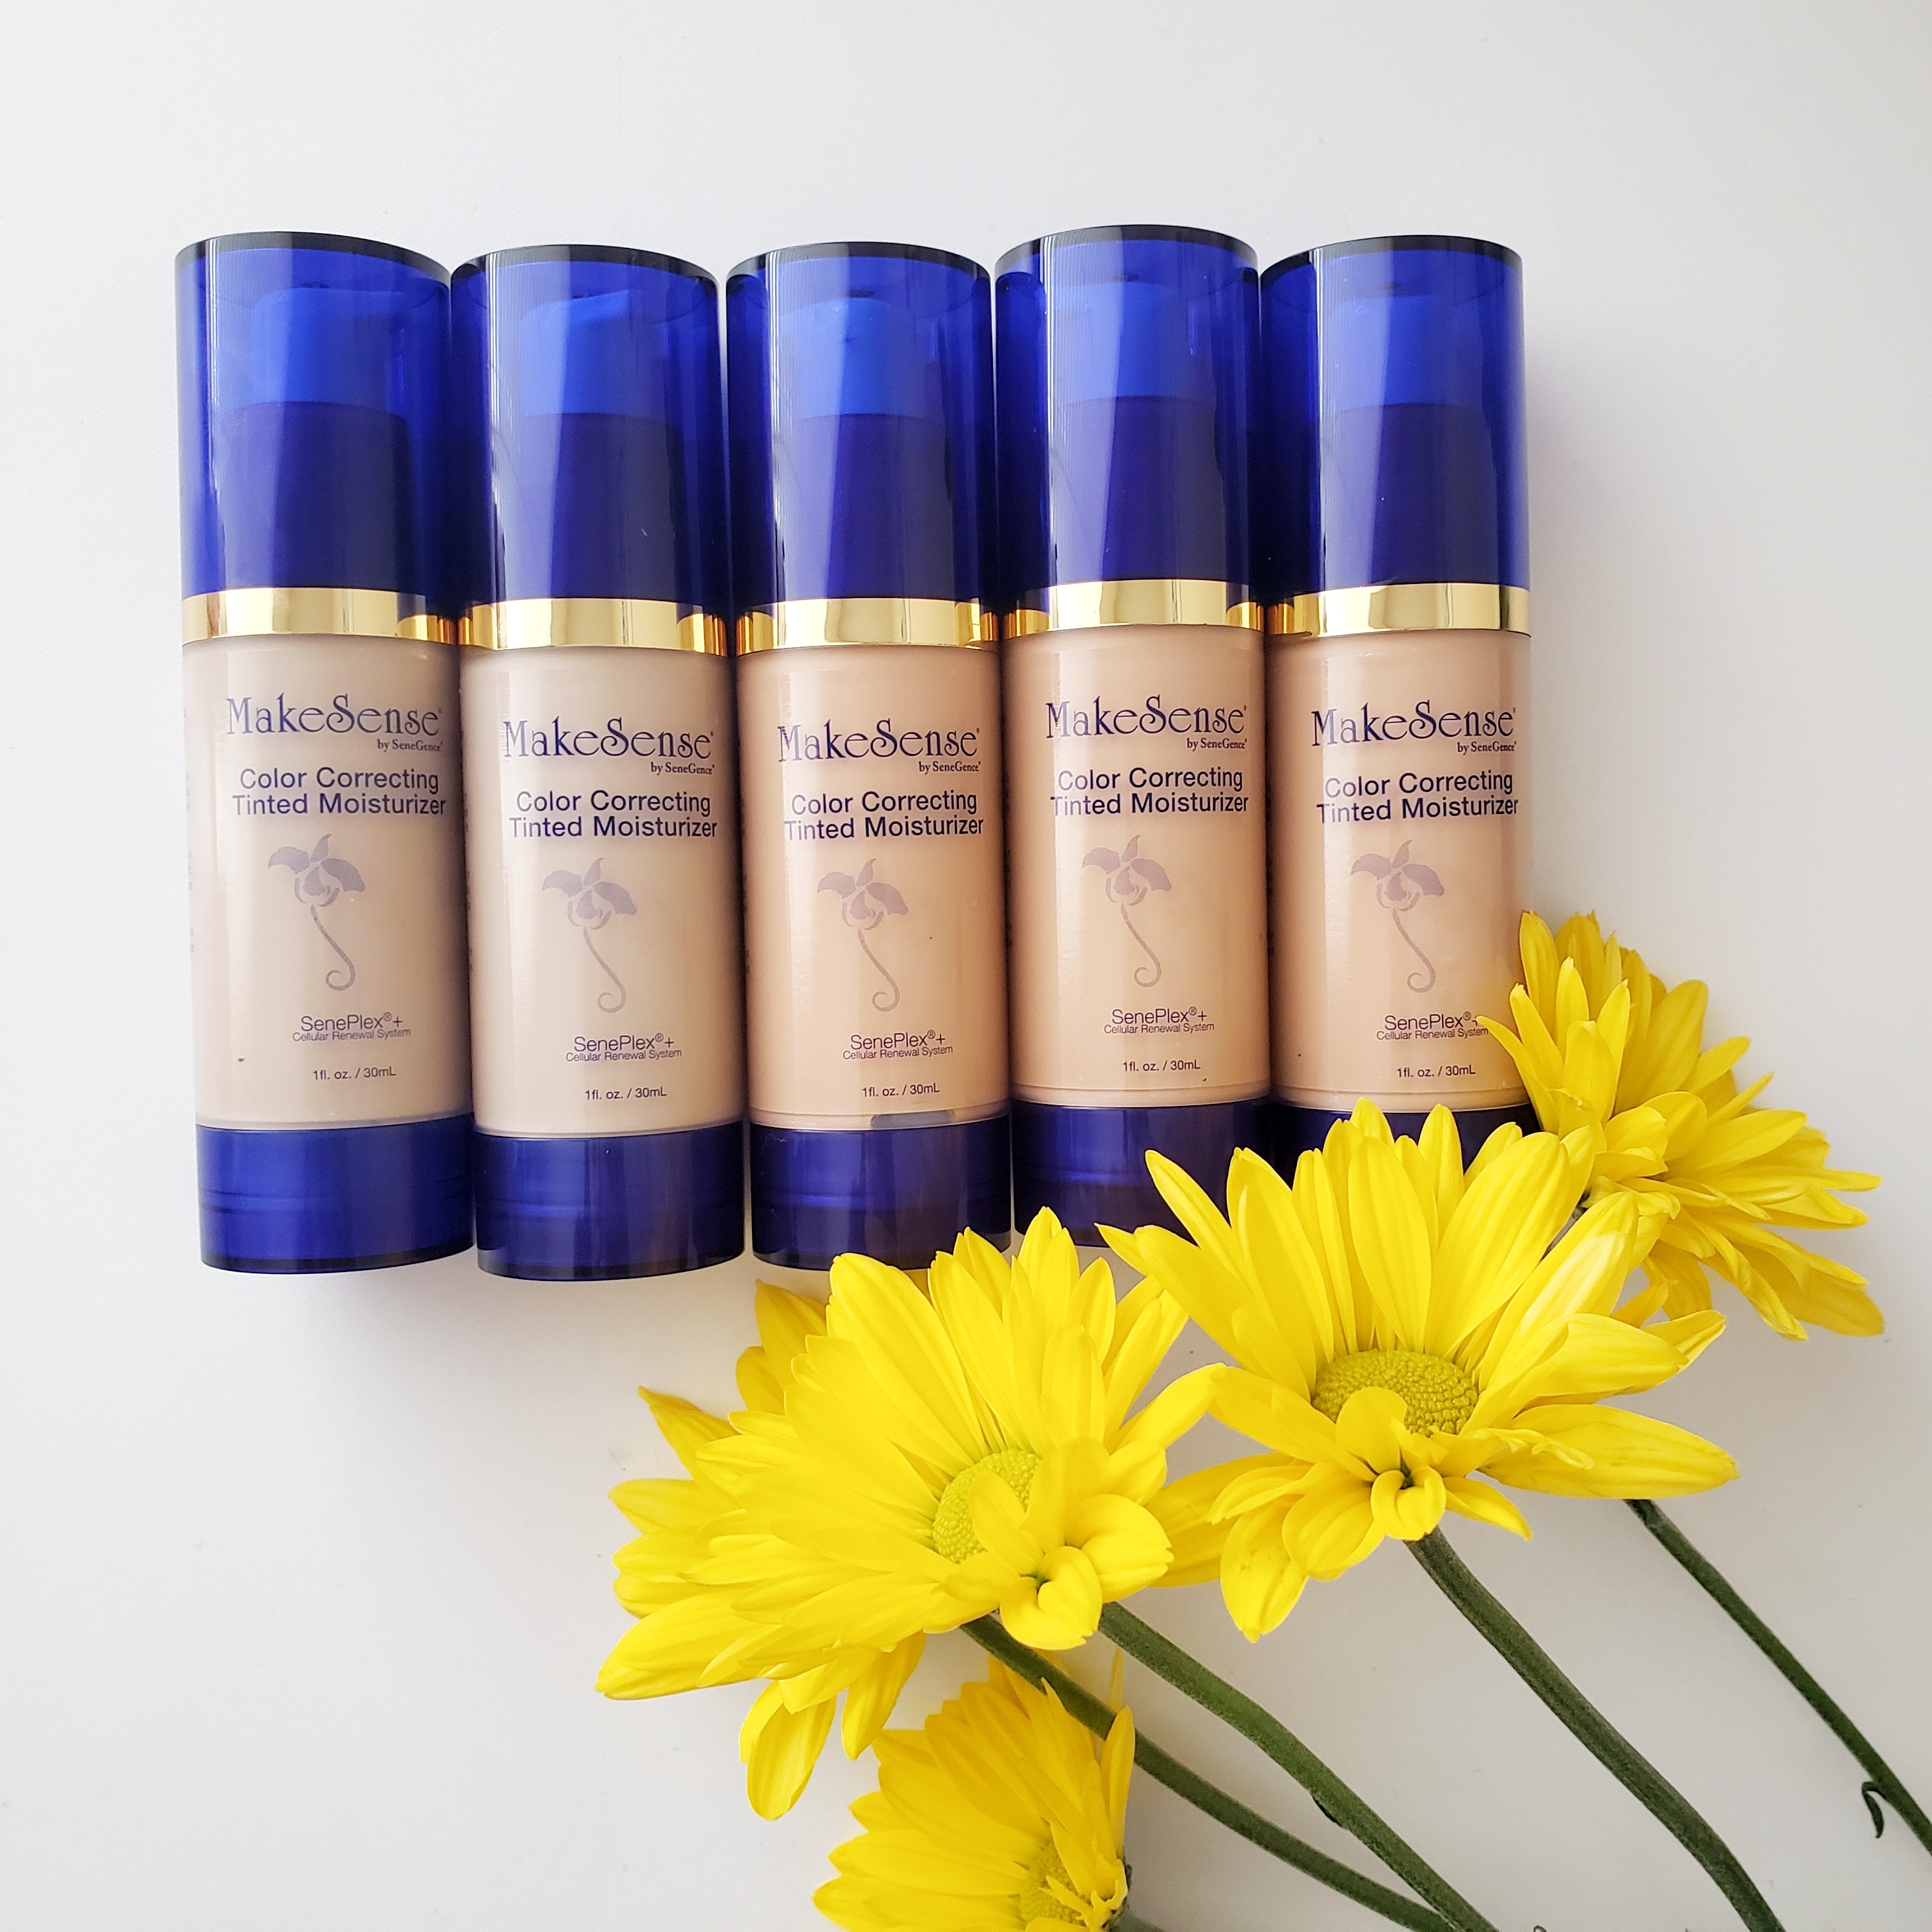 MakeSense®
by SeneGence®
Color Correcting
Tinted Moisturizer
SenePlex®+
Cellular Renewal System
1fl. oz. / 30mL
MakeSense®
by SeneGence®
Color Correcting
Tinted Moisturizer
SenePlex®+
Cellular Renewal System
1fl. oz. / 30mL
MakeSense®
by SeneGence®
Color Correcting
Tinted Moisturizer
SenePlex®+
Cellular Renewal System
1fl. oz. / 30mL
MakeSense®
by SeneGence®
Color Correcting
Tinted Moisturizer
SenePlex®+
Cellular Renewal System
1fl. oz. / 30mL
MakeSense®
by SeneGence®
Color Correcting
Tinted Moisturizer
SenePlex®+
Cellular Renewal System
1fl. oz. / 30mL